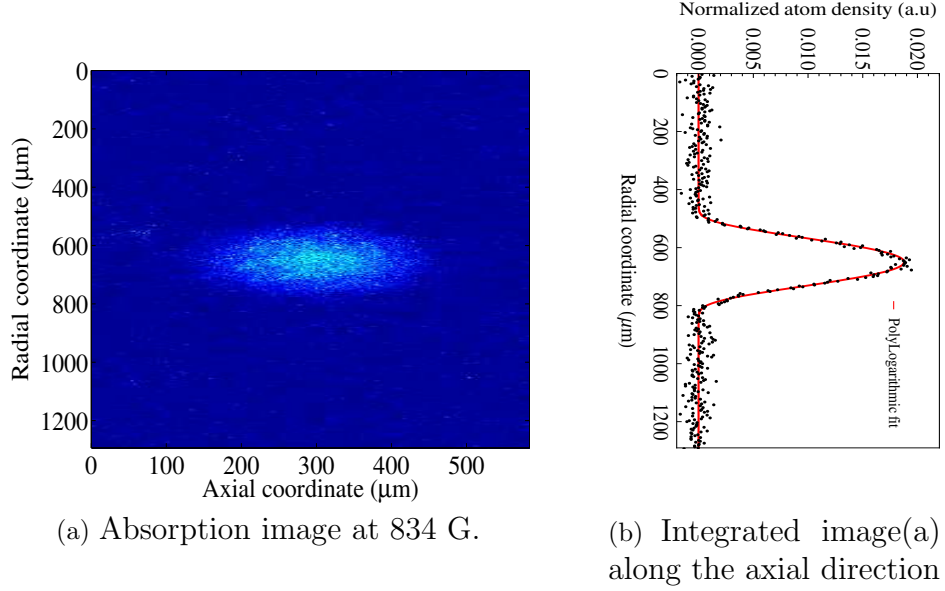 0
200
400
600
800
1000
1200
Radial coordinate (μm)
0 100 200 300 400 500
Axial coordinate (μm)
(a) Absorption image at 834 G.
Normalized atom density (a.u)
0.000 0.005 0.010 0.015 0.020
0
200
400
600
800
1000
1200
Radial coordinate (μm)
PolyLogarithmic fit
(b) Integrated image(a)
along the axial direction